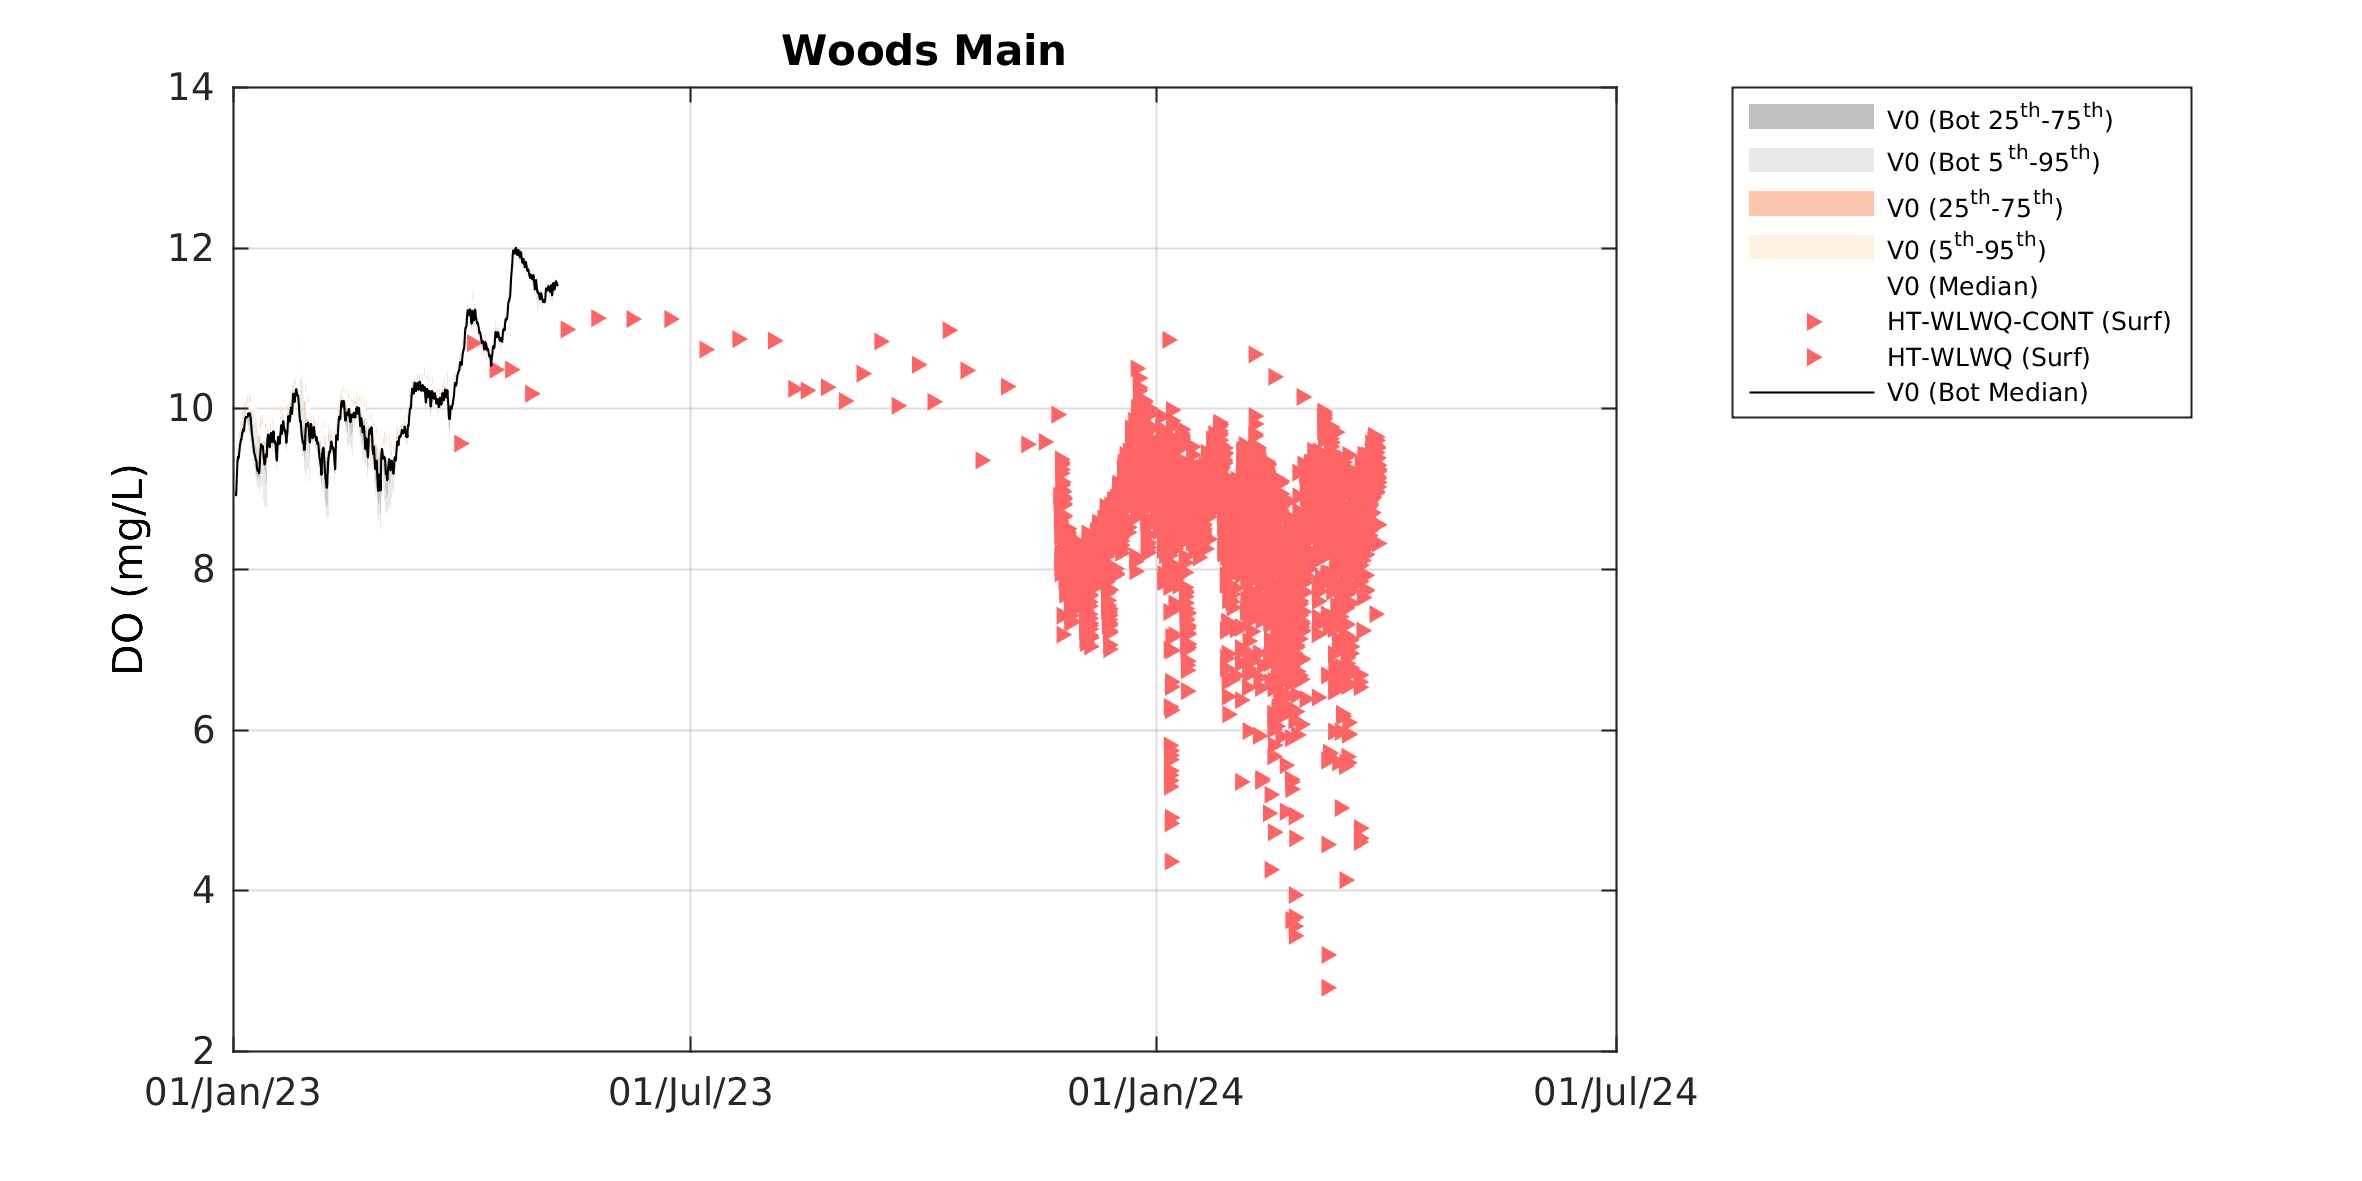 Woods Main
14
12
10
8
6
4
2
DO (mg/L)
01/Jan/23
01/Jul/23
01/Jan/24
01/Jul/24
V0 (Bot 25th-75th)
V0 (Bot 5th-95th)
V0 (25th-75th)
V0 (5th-95th)
V0 (Median)
HT-WLWQ-CONT (Surf)
HT-WLWQ (Surf)
V0 (Bot Median)